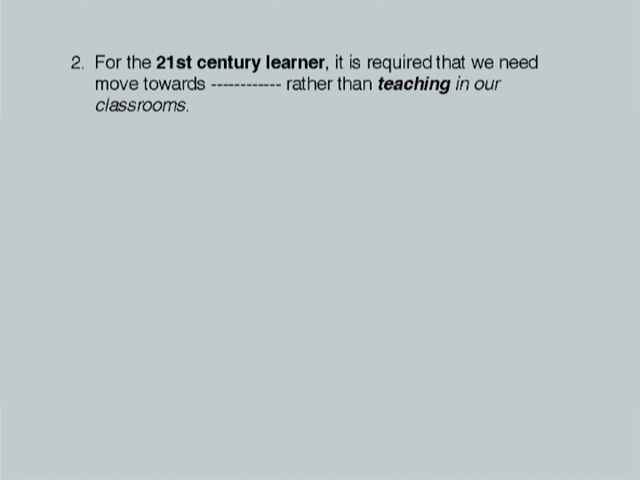 2. For the 21st century learner, it is required that we need
move towards ------------ rather than teaching in our
classrooms.